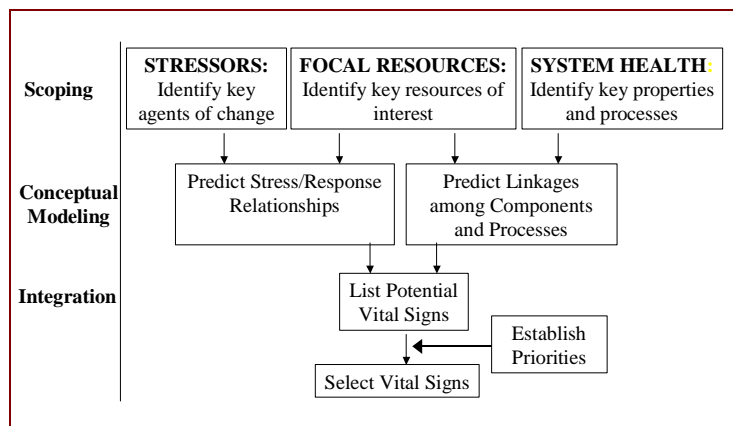 Scoping
STRESSORS:
Identify key
agents of change
FOCAL RESOURCES:
Identify key resources of
interest
SYSTEM HEALTH:
Identify key properties
and processes
Conceptual
Modeling
Predict Stress/Response
Relationships
Predict Linkages
among Components
and Processes
Integration
List Potential
Vital Signs
Establish
Priorities
Select Vital Signs